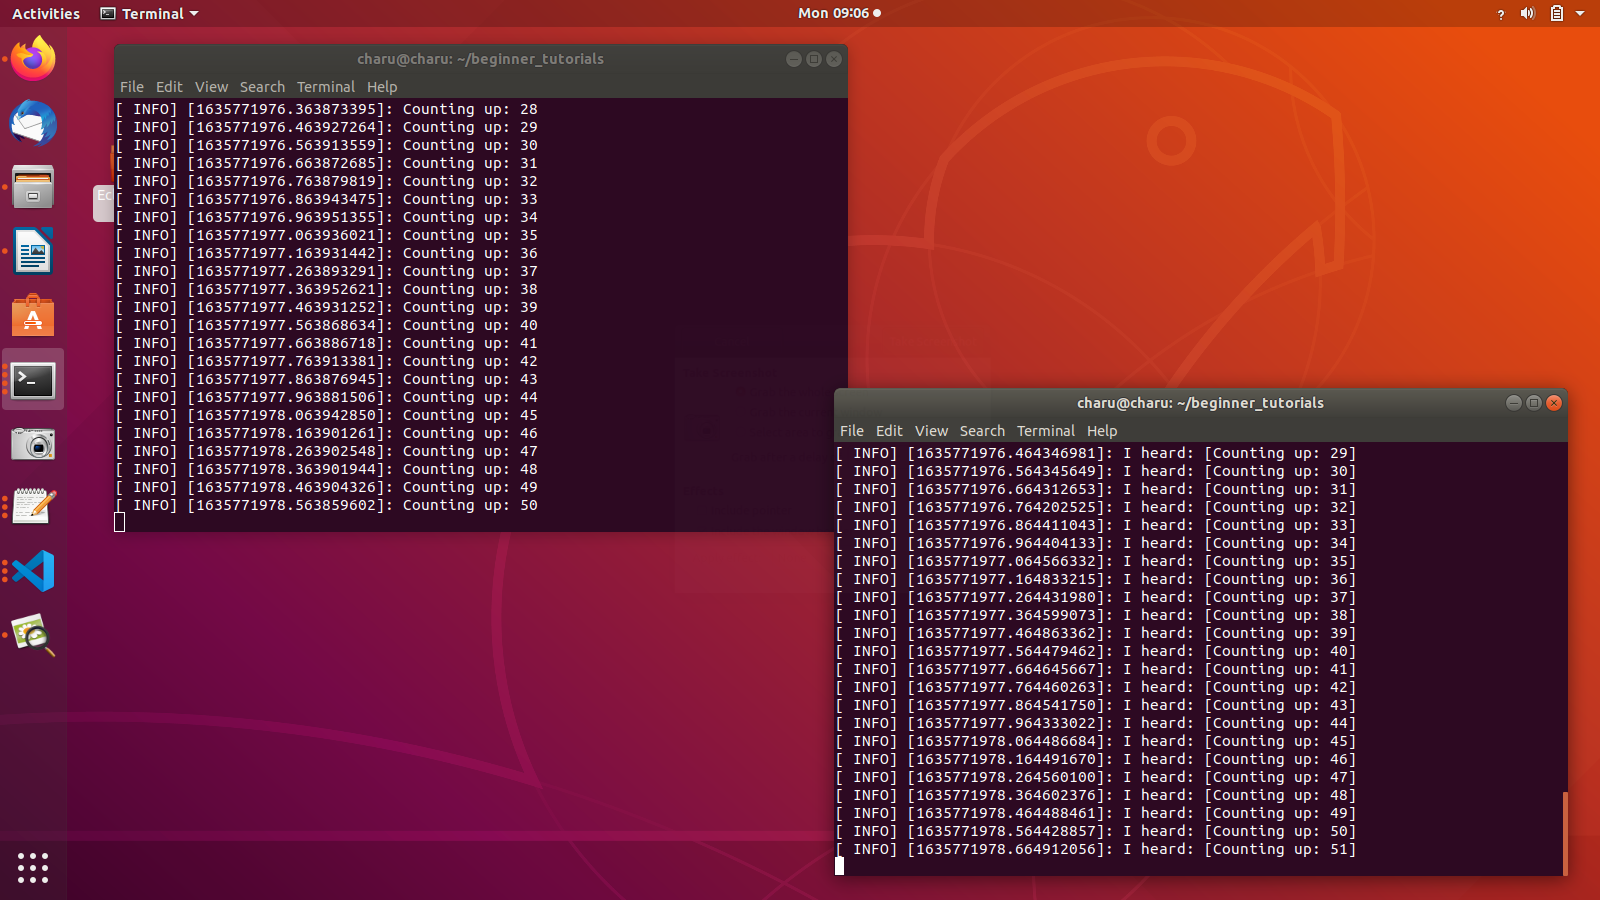 Activities
Terminal
Mon 09:06
charu@charu: ~/beginner_tutorials
File Edit View Search Terminal Help
[ INFO] [1635771976.363873395]: Counting up: 28
[ INFO] [1635771976.463927264]: Counting up: 29
[ INFO] [1635771976.563913559]: Counting up: 30
[ INFO] [1635771976.663872685]: Counting up: 31
[ INFO] [1635771976.763879819]: Counting up: 32
[ INFO] [1635771976.863943475]: Counting up: 33
[ INFO] [1635771976.963951355]: Counting up: 34
[ INFO] [1635771977.063936021]: Counting up: 35
[ INFO] [1635771977.163931442]: Counting up: 36
[ INFO] [1635771977.263893291]: Counting up: 37
[ INFO] [1635771977.363952621]: Counting up: 38
[ INFO] [1635771977.463931252]: Counting up: 39
[ INFO] [1635771977.563868634]: Counting up: 40
[ INFO] [1635771977.663886718]: Counting up: 41
[ INFO] [1635771977.763913381]: Counting up: 42
[ INFO] [1635771977.863876945]: Counting up: 43
[ INFO] [1635771977.963881506]: Counting up: 44
[ INFO] [1635771978.063942850]: Counting up: 45
[ INFO] [1635771978.163901261]: Counting up: 46
[ INFO] [1635771978.263902548]: Counting up: 47
[ INFO] [1635771978.363901944]: Counting up: 48
[ INFO] [1635771978.463904326]: Counting up: 49
[ INFO] [1635771978.563859602]: Counting up: 50
charu@charu: ~/beginner_tutorials
File Edit View Search Terminal Help
[ INFO] [1635771976.464346981]: I heard: [Counting up: 29]
[ INFO] [1635771976.564345649]: I heard: [Counting up: 30]
[ INFO] [1635771976.664312653]: I heard: [Counting up: 31]
[ INFO] [1635771976.764202525]: I heard: [Counting up: 32]
[ INFO] [1635771976.864411043]: I heard: [Counting up: 33]
[ INFO] [1635771976.964404133]: I heard: [Counting up: 34]
[ INFO] [1635771977.064566332]: I heard: [Counting up: 35]
[ INFO] [1635771977.164833215]: I heard: [Counting up: 36]
[ INFO] [1635771977.264431980]: I heard: [Counting up: 37]
[ INFO] [1635771977.364599073]: I heard: [Counting up: 38]
[ INFO] [1635771977.464863362]: I heard: [Counting up: 39]
[ INFO] [1635771977.564479462]: I heard: [Counting up: 40]
[ INFO] [1635771977.664645667]: I heard: [Counting up: 41]
[ INFO] [1635771977.764460263]: I heard: [Counting up: 42]
[ INFO] [1635771977.864541750]: I heard: [Counting up: 43]
[ INFO] [1635771977.964333022]: I heard: [Counting up: 44]
[ INFO] [1635771978.064486684]: I heard: [Counting up: 45]
[ INFO] [1635771978.164491670]: I heard: [Counting up: 46]
[ INFO] [1635771978.264560100]: I heard: [Counting up: 47]
[ INFO] [1635771978.364602376]: I heard: [Counting up: 48]
[ INFO] [1635771978.464488461]: I heard: [Counting up: 49]
[ INFO] [1635771978.564428857]: I heard: [Counting up: 50]
[ INFO] [1635771978.664912056]: I heard: [Counting up: 51]